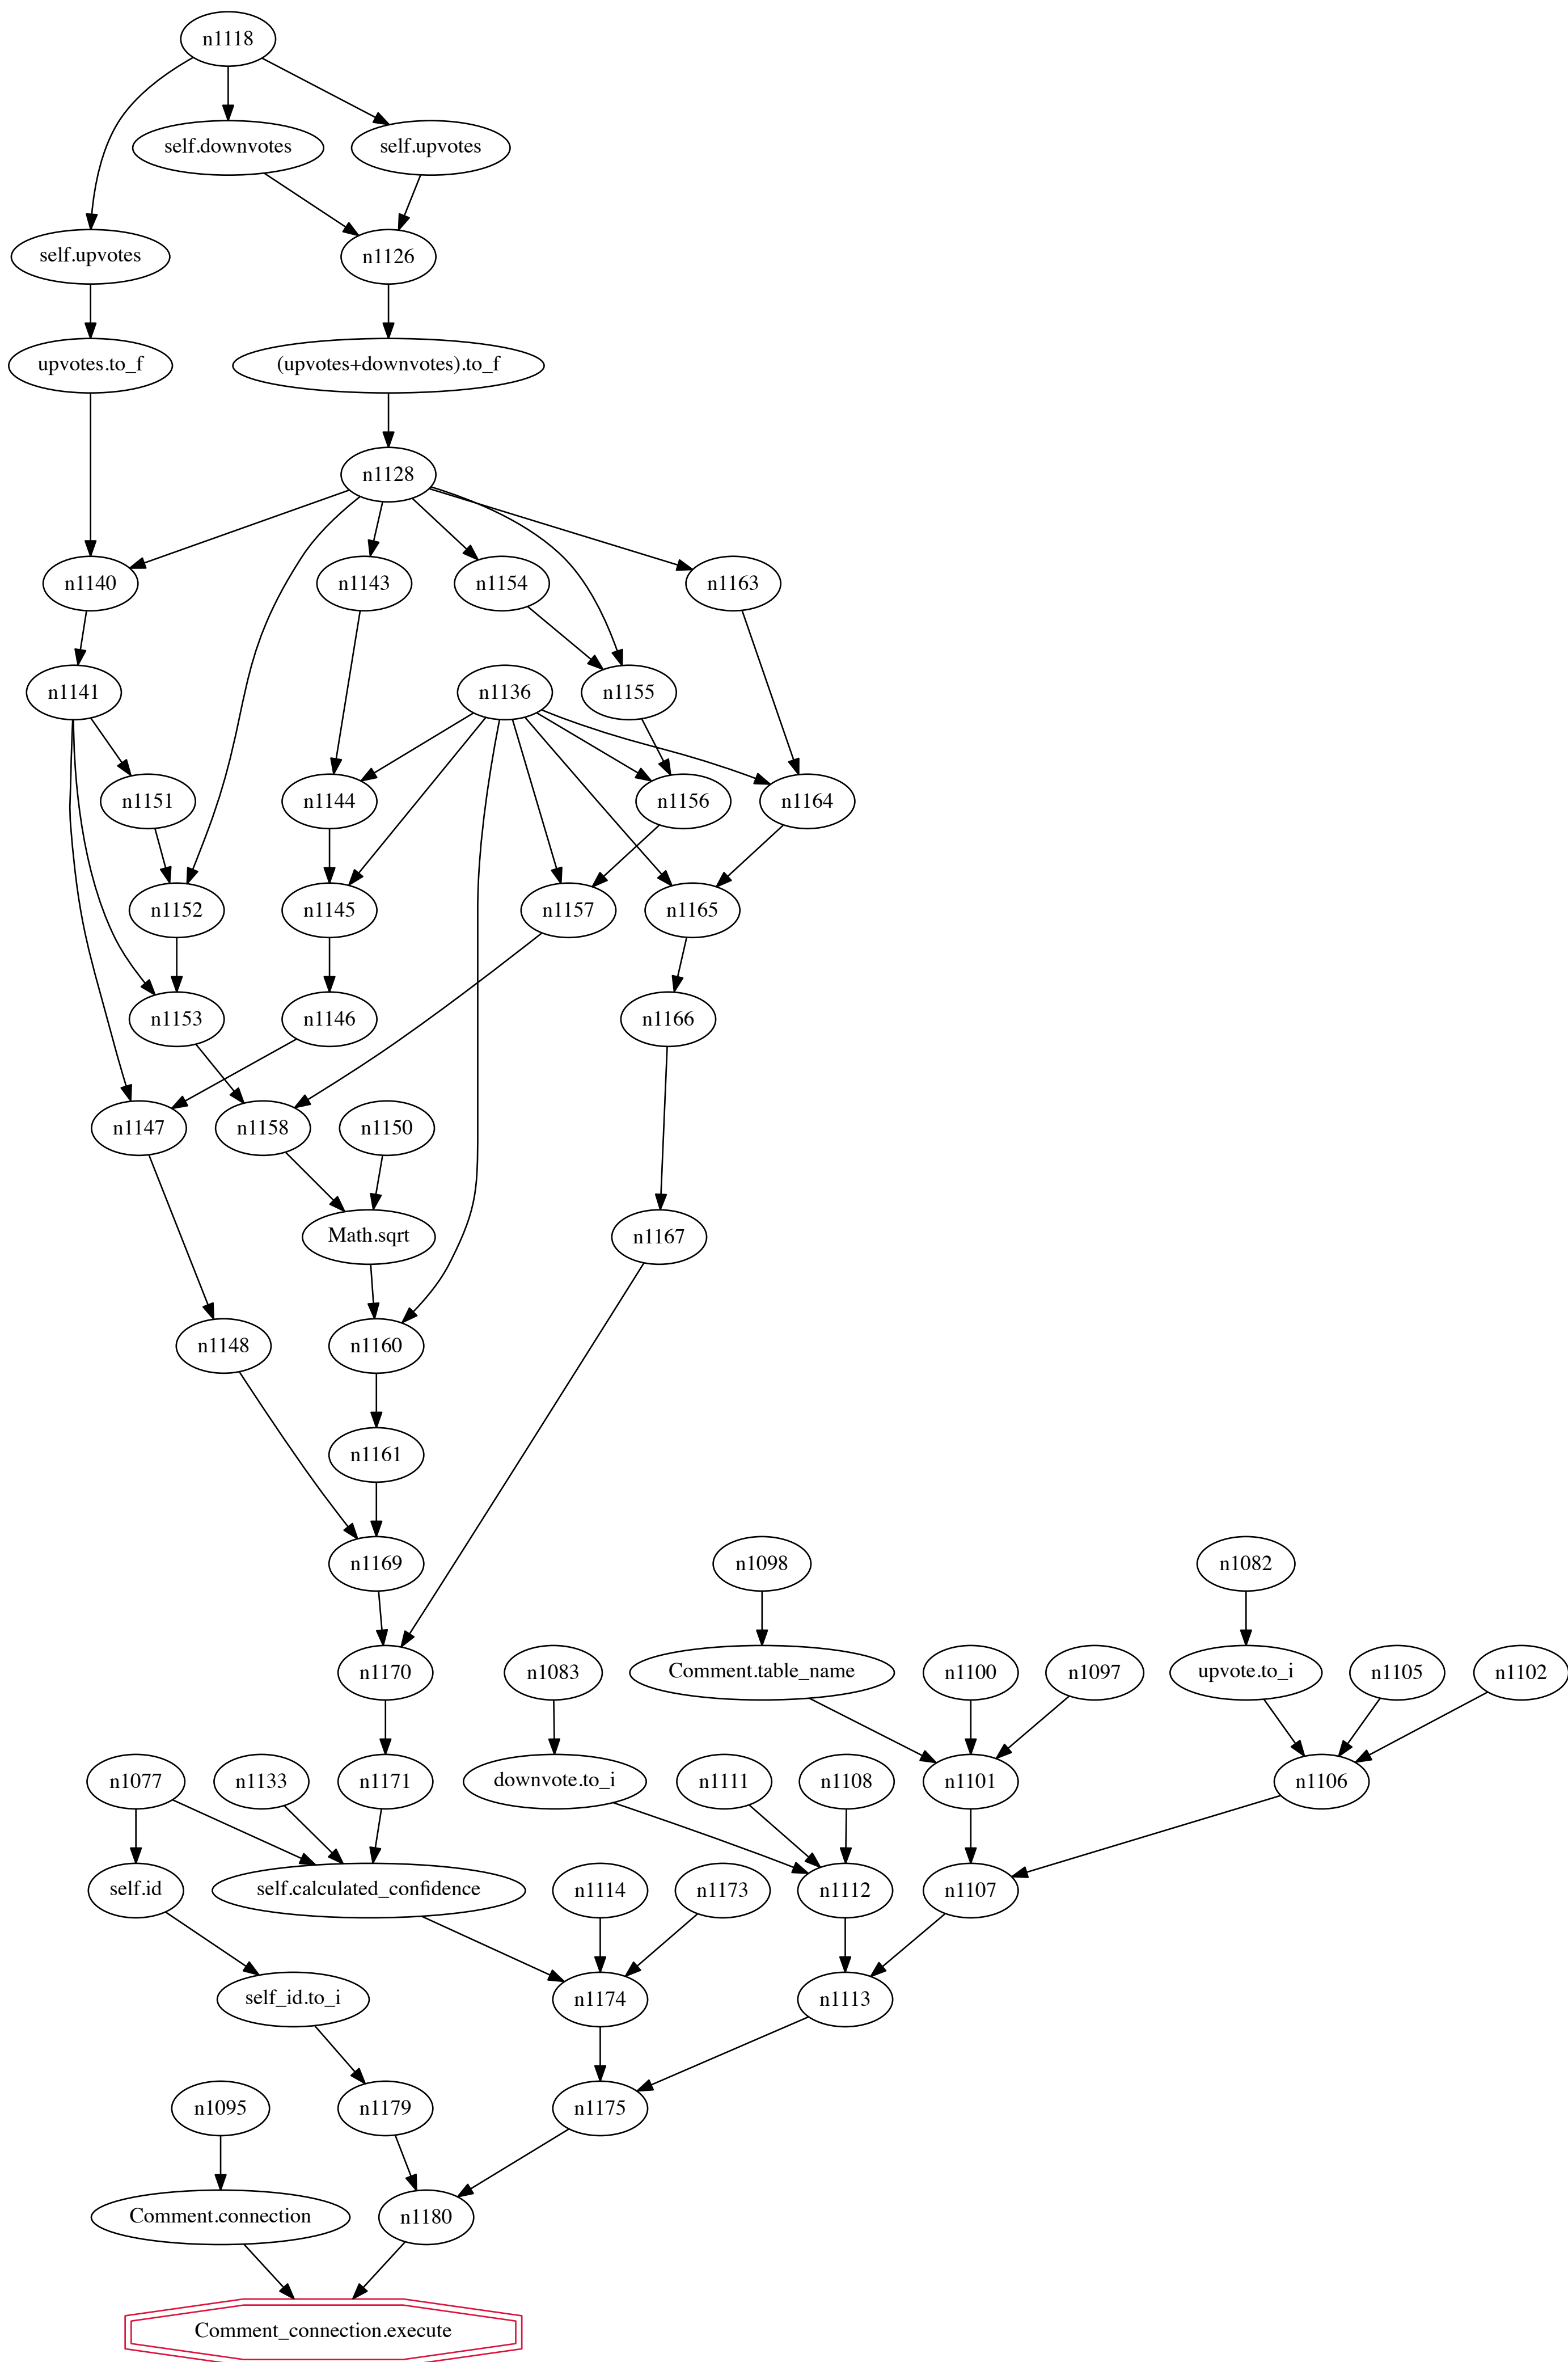 n1118
self.downvotes
self.upvotes
self.upvotes
n1126
upvotes.to_f
(upvotes+downvotes).to_f
n1128
n1140
n1143
n1154
n1163
n1141
n1136
n1155
n1151
n1144
n1156
n1164
n1152
n1145
n1157
n1165
n1153
n1146
n1166
n1147
n1158
n1150
Math.sqrt
n1167
n1148
n1160
n1161
n1169
n1098
n1082
n1170
n1083
Comment.table_name
n1100
n1097
upvote.to_i
n1105
n1102
n1077
n1133
n1171
downvote.to_i
n1111
n1108
n1101
n1106
self.id
self.calculated_confidence
n1114
n1173
n1112
n1107
self_id.to_i
n1174
n1113
n1095
n1179
n1175
Comment.connection
n1180
Comment_connection.execute